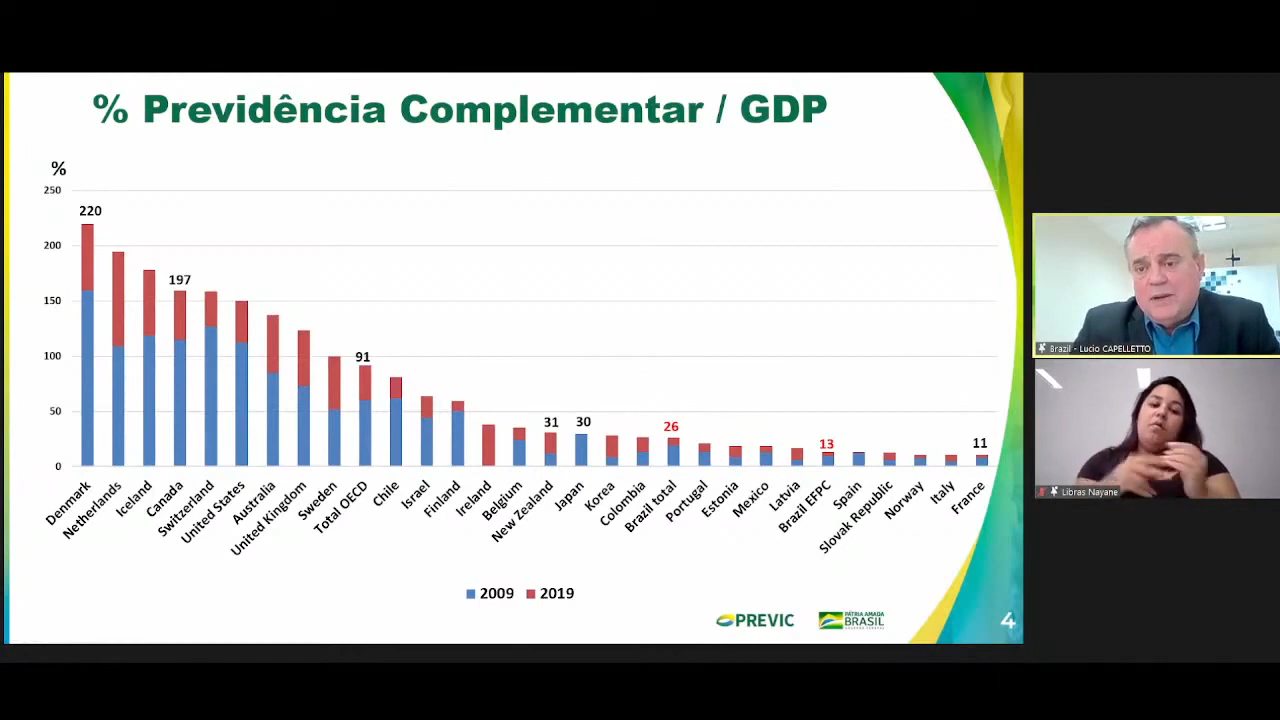 % Previdência Complementar / GDP
%
250
200
150
100
50
0
220
197
91
31
30
26
13
11
Denmark
Netherlands
Iceland
Canada
Switzerland
United States
Australia
United Kingdom
Sweden
Total OECD
Chile
Israel
Finland
Ireland
Belgium
New Zealand
Japan
Korea
Colombia
Brazil total
Portugal
Estonia
Mexico
Latvia
Brazil EFPC
Spain
Slovak Republic
Norway
Italy
France
2009
2019
PREVIC
PÁTRIA AMADA
BRASIL
GOVERNO FEDERAL
4
Brazil - Lucio CAPELLETTO
Libras Nayane